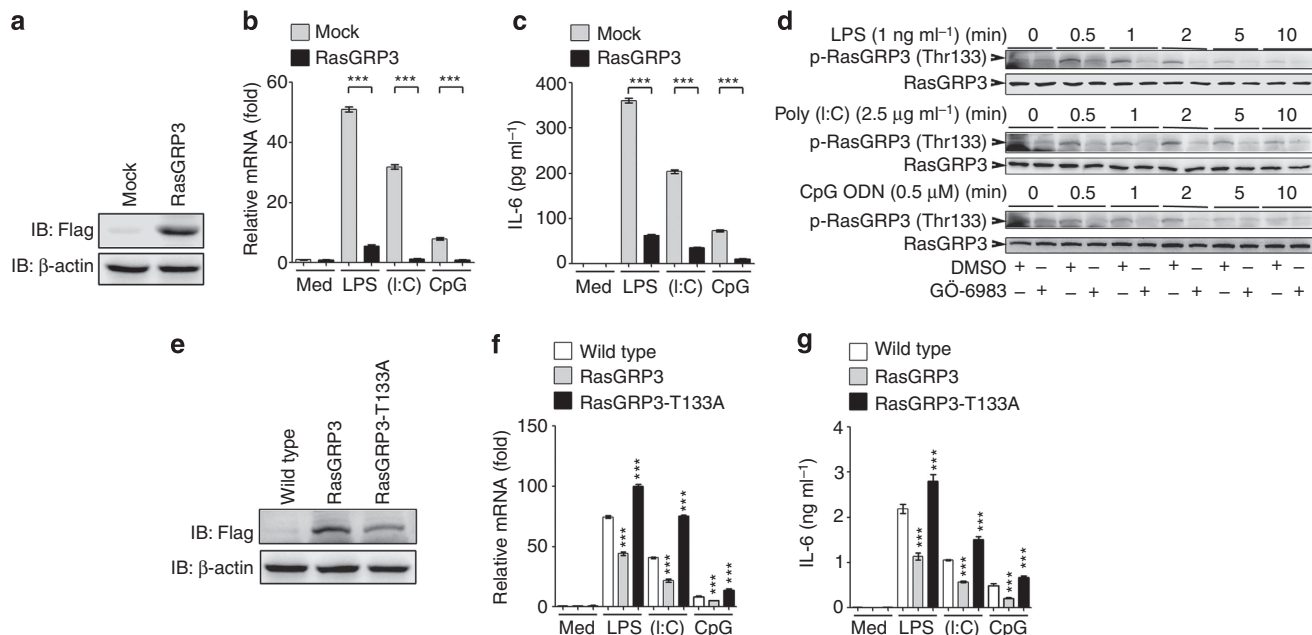 a
Mock
RasGRP3
IB: Flag
IB: β-actin
b
Mock
RasGRP3
Relative mRNA (fold)
60
40
20
0
*** *** ***
Med LPS (I:C) CpG
c
Mock
RasGRP3
IL-6 (pg ml⁻¹)
400
300
200
100
0
*** *** ***
Med LPS (I:C) CpG
d
LPS (1 ng ml⁻¹) (min) 0 0.5 1 2 5 10
p-RasGRP3 (Thr133)
RasGRP3
Poly (I:C) (2.5 μg ml⁻¹) (min) 0 0.5 1 2 5 10
p-RasGRP3 (Thr133)
RasGRP3
CpG ODN (0.5 μM) (min) 0 0.5 1 2 5 10
p-RasGRP3 (Thr133)
RasGRP3
DMSO + – + – + – + – + – + –
GÖ-6983 – + – + – + – + – + – +
e
Wild type
RasGRP3
RasGRP3-T133A
IB: Flag
IB: β-actin
f
Wild type
RasGRP3
RasGRP3-T133A
Relative mRNA (fold)
150
100
50
0
*** *** *** *** *** ***
Med LPS (I:C) CpG
g
Wild type
RasGRP3
RasGRP3-T133A
IL-6 (ng ml⁻¹)
4
3
2
1
0
*** *** *** *** *** ***
Med LPS (I:C) CpG